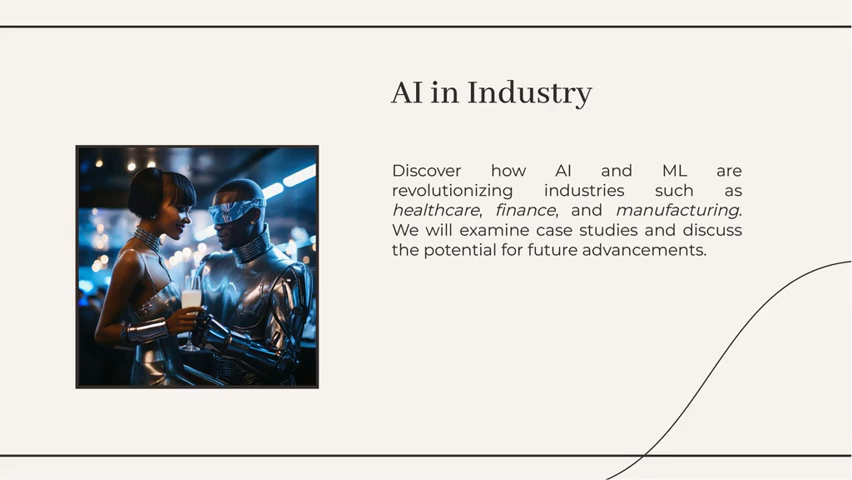 AI in Industry
Discover how AI and ML are
revolutionizing industries such as
healthcare, finance, and manufacturing.
We will examine case studies and discuss
the potential for future advancements.